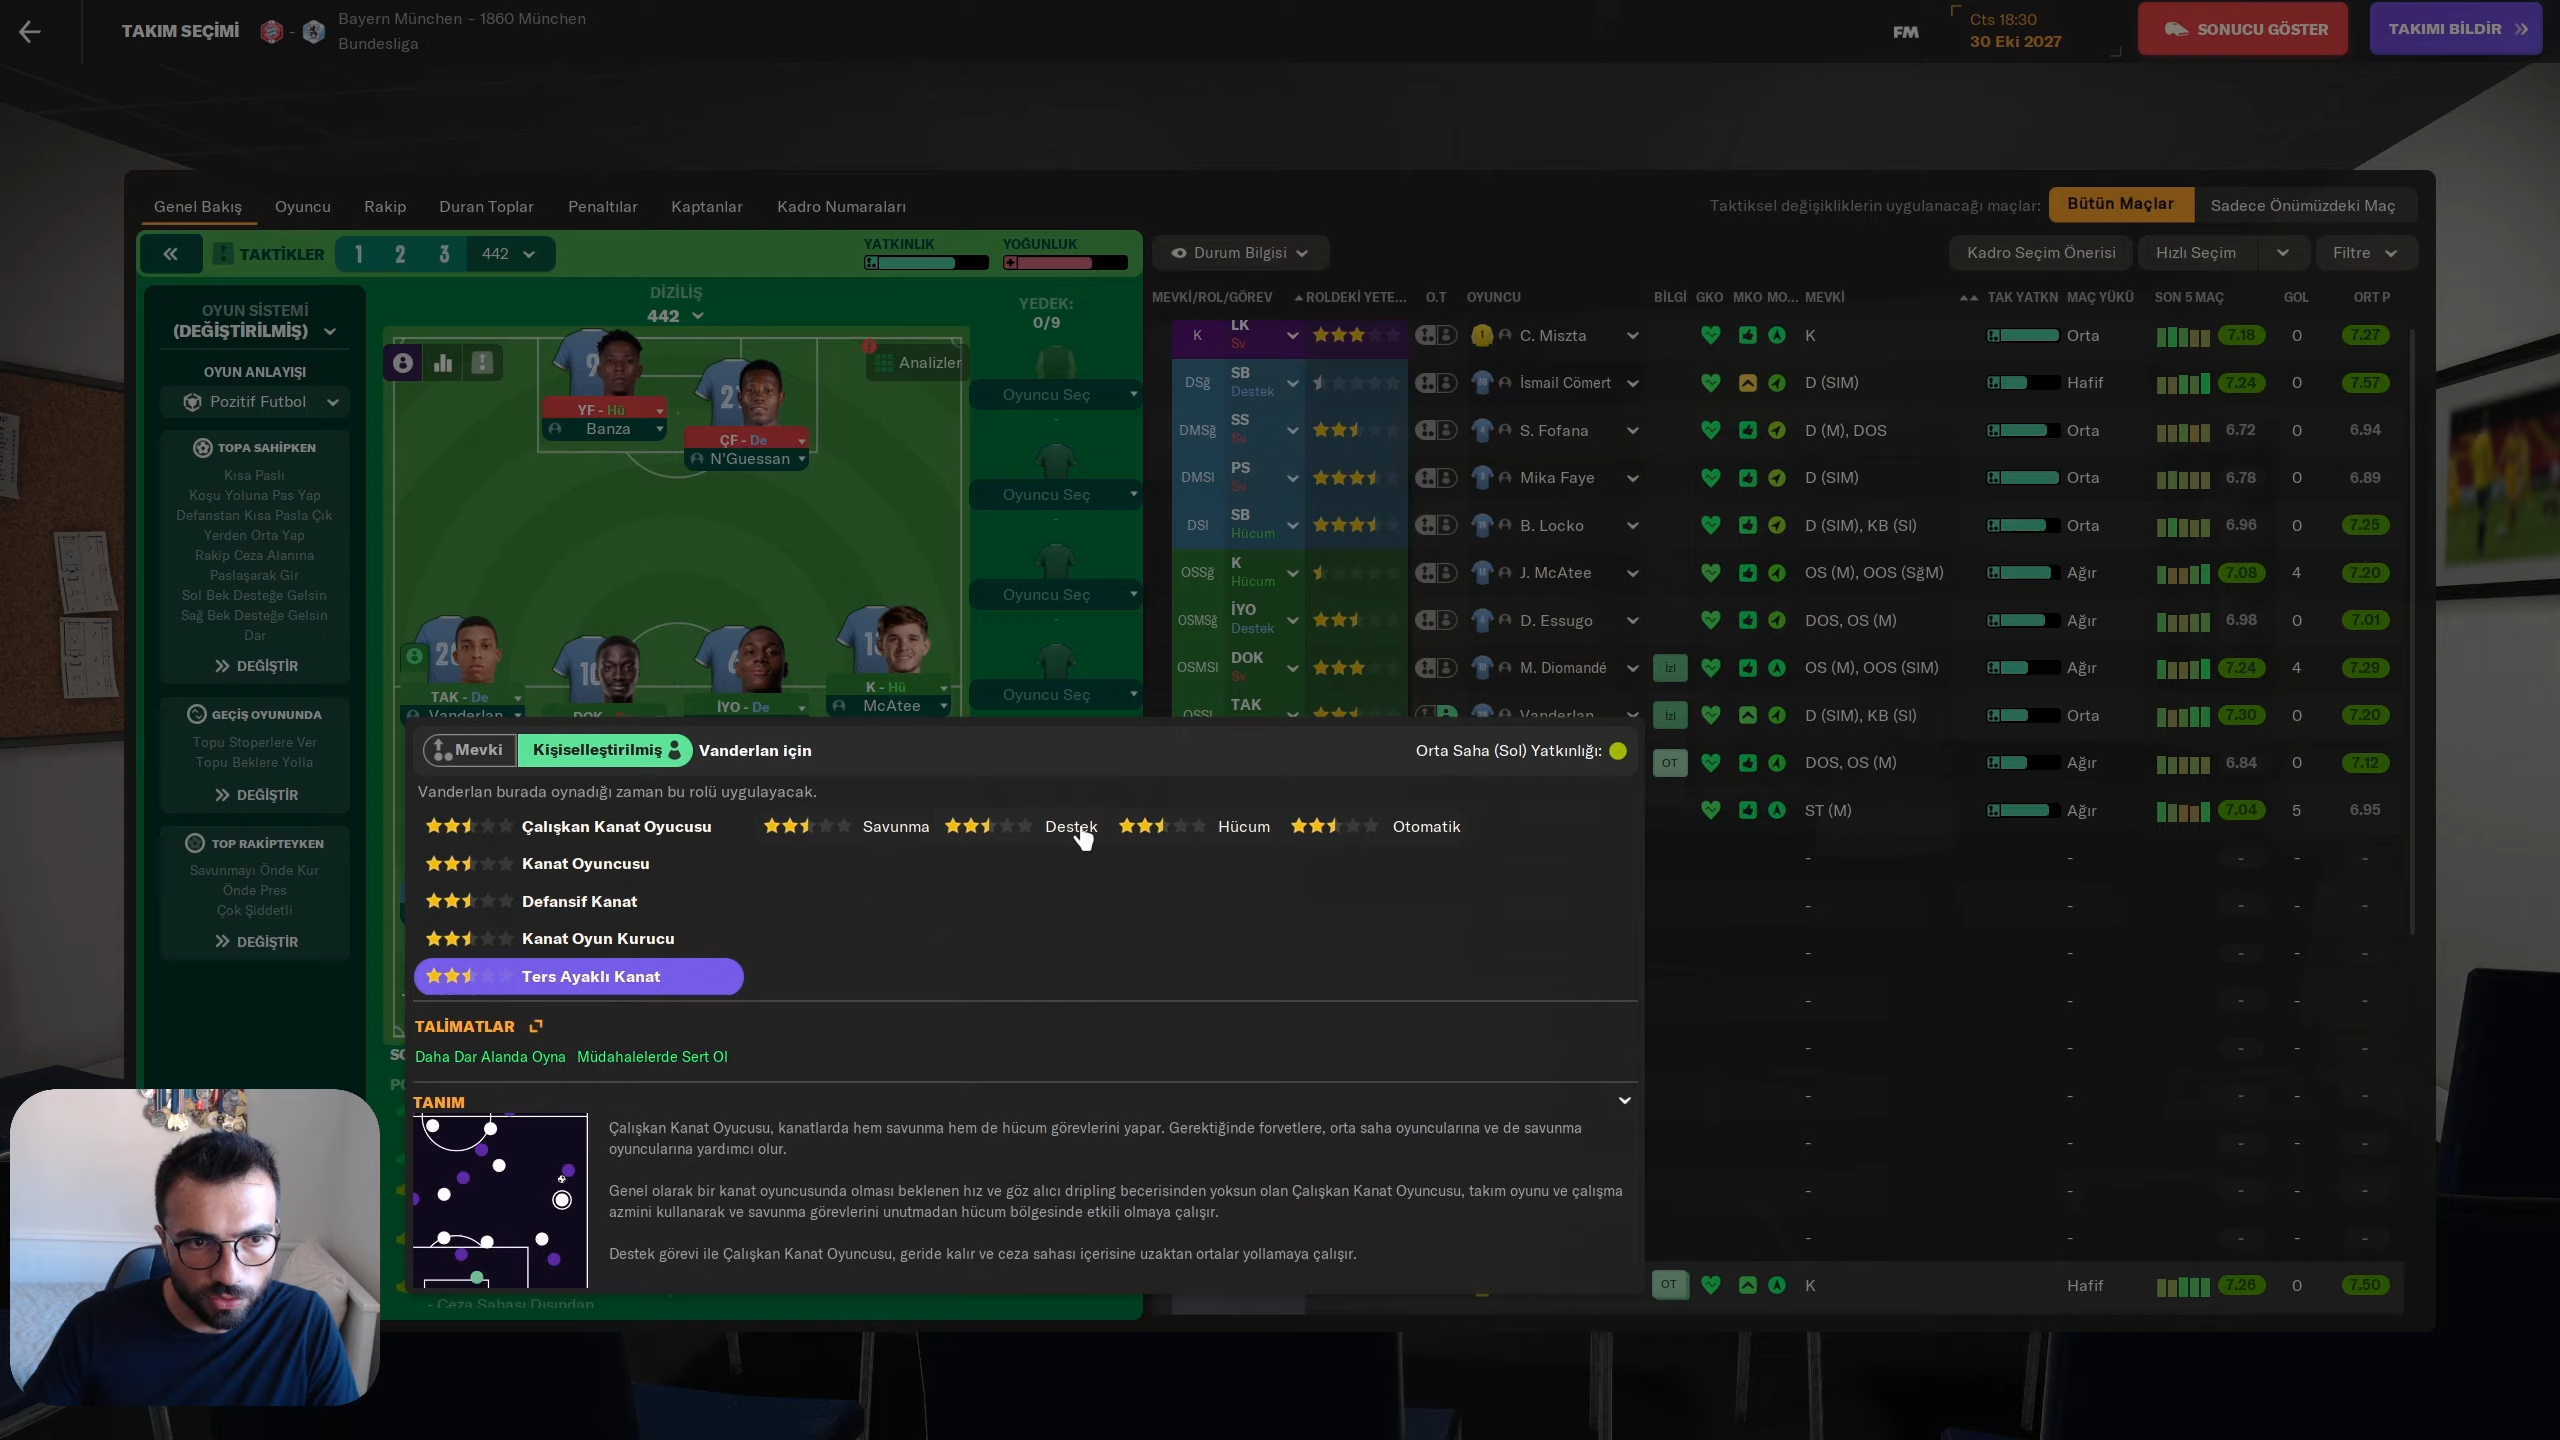 TAKIM SEÇİMİ
Bayern München - 1860 München
Bundesliga
FM
Cts 18:30
30 Eki 2027
SONUCU GÖSTER
TAKIMI BİLDİR
Genel Bakış
Oyuncu
Rakip
Duran Toplar
Penaltılar
Kaptanlar
Kadro Numaraları
Taktiksel değişikliklerin uygulanacağı maçlar:
Bütün Maçlar
Sadece Önümüzdeki Maç
TAKTİKLER
1 2 3
442
YATKINLIK
YOĞUNLUK
Durum Bilgisi
Kadro Seçim Önerisi
Hızlı Seçim
Filtre
OYUN SİSTEMİ
(DEĞİŞTİRİLMİŞ)
OYUN ANLAYIŞI
Pozitif Futbol
TOPA SAHİPKEN
Kısa Paslı
Koşu Yoluna Pas Yap
Defanstan Kısa Pasla Çık
Yerden Orta Yap
Rakip Ceza Alanına
Paslaşarak Gir
Sol Bek Desteğe Gelsin
Sağ Bek Desteğe Gelsin
Dar
DEĞİŞTİR
GEÇİŞ OYUNUNDA
Topu Stoperlere Ver
Topu Beklere Yolla
DEĞİŞTİR
TOP RAKİPTEYKEN
Savunmayı Önde Kur
Önde Pres
Çok Şiddetli
DEĞİŞTİR
DİZİLİŞ
442
YEDEK:
0/9
Analizler
9
YF - Hü
Banza
ÇF - De
N'Guessan
TAK - De
Vanderlan
10
DOK
6
İYO - De
K - Hü
McAtee
Oyuncu Seç
-
Oyuncu Seç
-
Oyuncu Seç
-
Oyuncu Seç
MEVKİ/ROL/GÖREV ROLDEKİ YETE... O.T OYUNCU BİLGİ GKO MKO MO... MEVKİ TAK YATKN MAÇ YÜKÜ SON 5 MAÇ GOL ORT P
K LK Sv C. Miszta K Orta 7.18 0 7.27
DSğ SB Destek İsmail Cömert D (SIM) Hafif 7.24 0 7.57
DMSğ SS Sv S. Fofana D (M), DOS Orta 6.72 0 6.94
DMSl PS Sv Mika Faye D (SIM) Orta 6.78 0 6.89
DSl SB Hücum B. Locko D (SIM), KB (Sl) Orta 6.96 0 7.25
OSSğ K Hücum J. McAtee OS (M), OOS (SğM) Ağır 7.08 4 7.20
OSMSğ İYO Destek D. Essugo DOS, OS (M) Ağır 6.98 0 7.01
OSMSl DOK Sv M. Diomandé İzl OS (M), OOS (SIM) Ağır 7.24 4 7.29
OSSl TAK Vanderlan İzl D (SIM), KB (Sl) Orta 7.30 0 7.20
OT DOS, OS (M) Ağır 6.84 0 7.12
ST (M) Ağır 7.04 5 6.95
OT K Hafif 7.26 0 7.50
Mevki
Kişiselleştirilmiş
Vanderlan için
Orta Saha (Sol) Yatkınlığı:
Vanderlan burada oynadığı zaman bu rolü uygulayacak.
Çalışkan Kanat Oyucusu
Savunma
Destek
Hücum
Otomatik
Kanat Oyuncusu
Defansif Kanat
Kanat Oyun Kurucu
Ters Ayaklı Kanat
TALİMATLAR
Daha Dar Alanda Oyna Müdahalelerde Sert Ol
TANIM
Çalışkan Kanat Oyucusu, kanatlarda hem savunma hem de hücum görevlerini yapar. Gerektiğinde forvetlere, orta saha oyuncularına ve de savunma
oyuncularına yardımcı olur.
Genel olarak bir kanat oyuncusunda olması beklenen hız ve göz alıcı dripling becerisinden yoksun olan Çalışkan Kanat Oyucusu, takım oyunu ve çalışma
azmini kullanarak ve savunma görevlerini unutmadan hücum bölgesinde etkili olmaya çalışır.
Destek görevi ile Çalışkan Kanat Oyucusu, geride kalır ve ceza sahası içerisine uzaktan ortalar yollamaya çalışır.
- Ceza Sahası Dışından